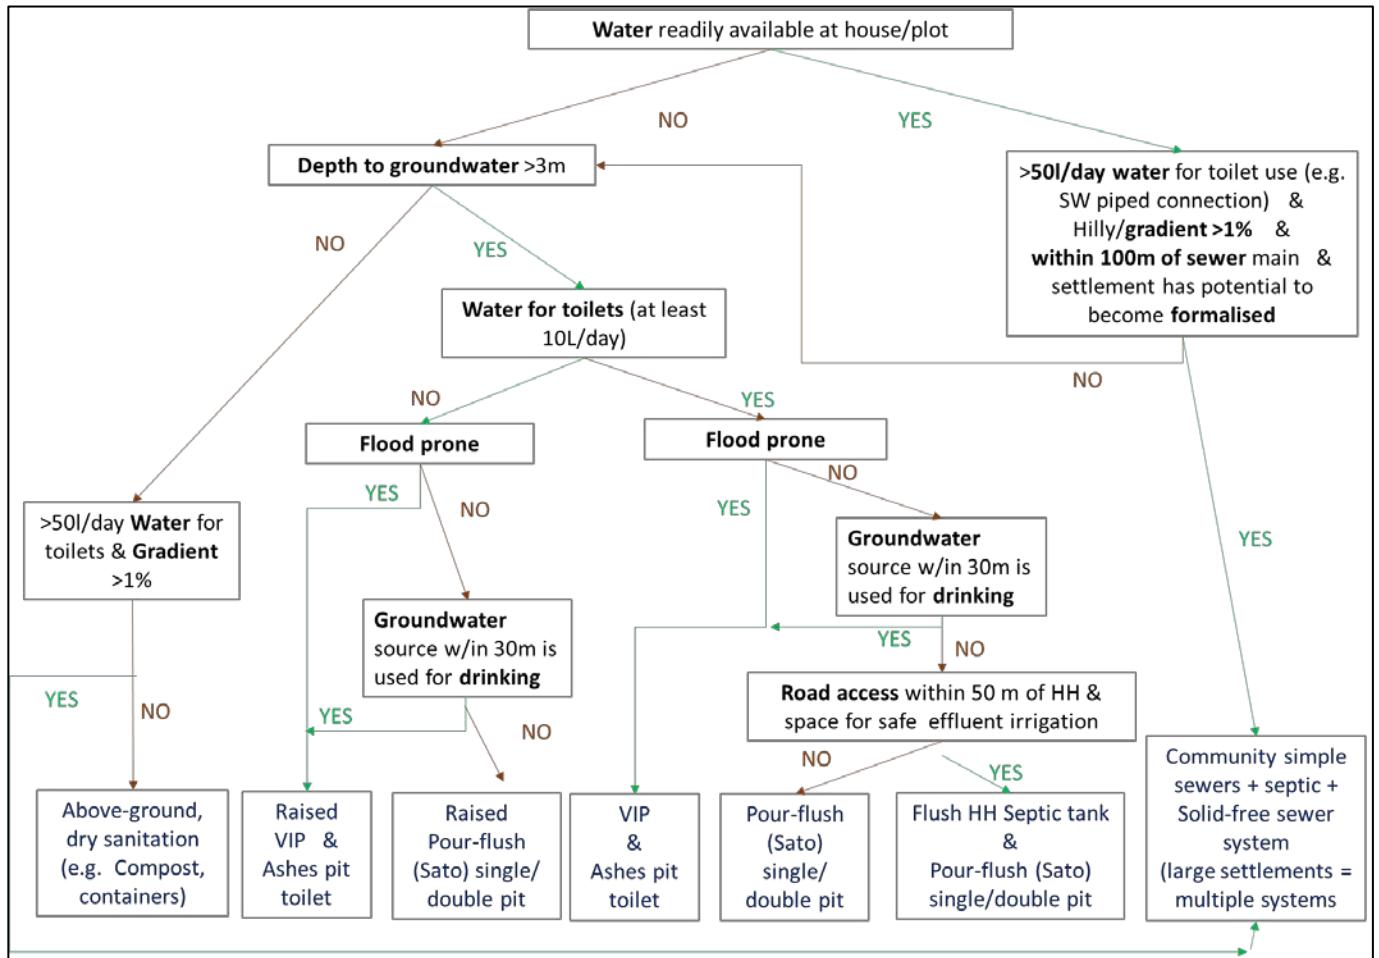 Water readily available at house/plot
NO
YES
Depth to groundwater >3m
>50l/day water for toilet use (e.g.
SW piped connection) &
Hilly/gradient >1% &
within 100m of sewer main &
settlement has potential to
become formalised
NO
YES
Water for toilets (at least
10L/day)
NO
NO
YES
Flood prone
Flood prone
YES
NO
NO
YES
>50l/day Water for
toilets & Gradient
>1%
Groundwater
source w/in 30m is
used for drinking
YES
Groundwater
source w/in 30m is
used for drinking
YES
NO
YES
NO
Road access within 50 m of HH &
space for safe effluent irrigation
YES
NO
NO
YES
Above-ground,
dry sanitation
(e.g. Compost,
containers)
Raised
VIP & 
Ashes pit
toilet
Raised
Pour-flush
(Sato) single/
double pit
VIP
&
Ashes pit
toilet
Pour-flush
(Sato)
single/
double pit
Flush HH Septic tank
&
Pour-flush (Sato)
single/double pit
Community simple
sewers + septic +
Solid-free sewer
system
(large settlements =
multiple systems